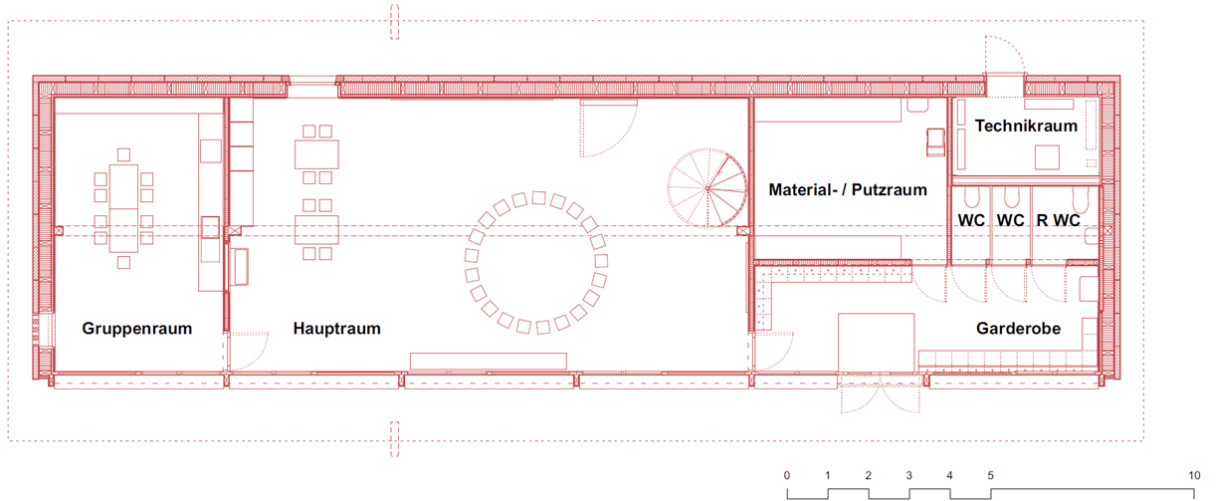 Technikraum
Material- / Putzraum
WC
WC
R WC
Gruppenraum
Hauptraum
Garderobe
0 1 2 3 4 5 10